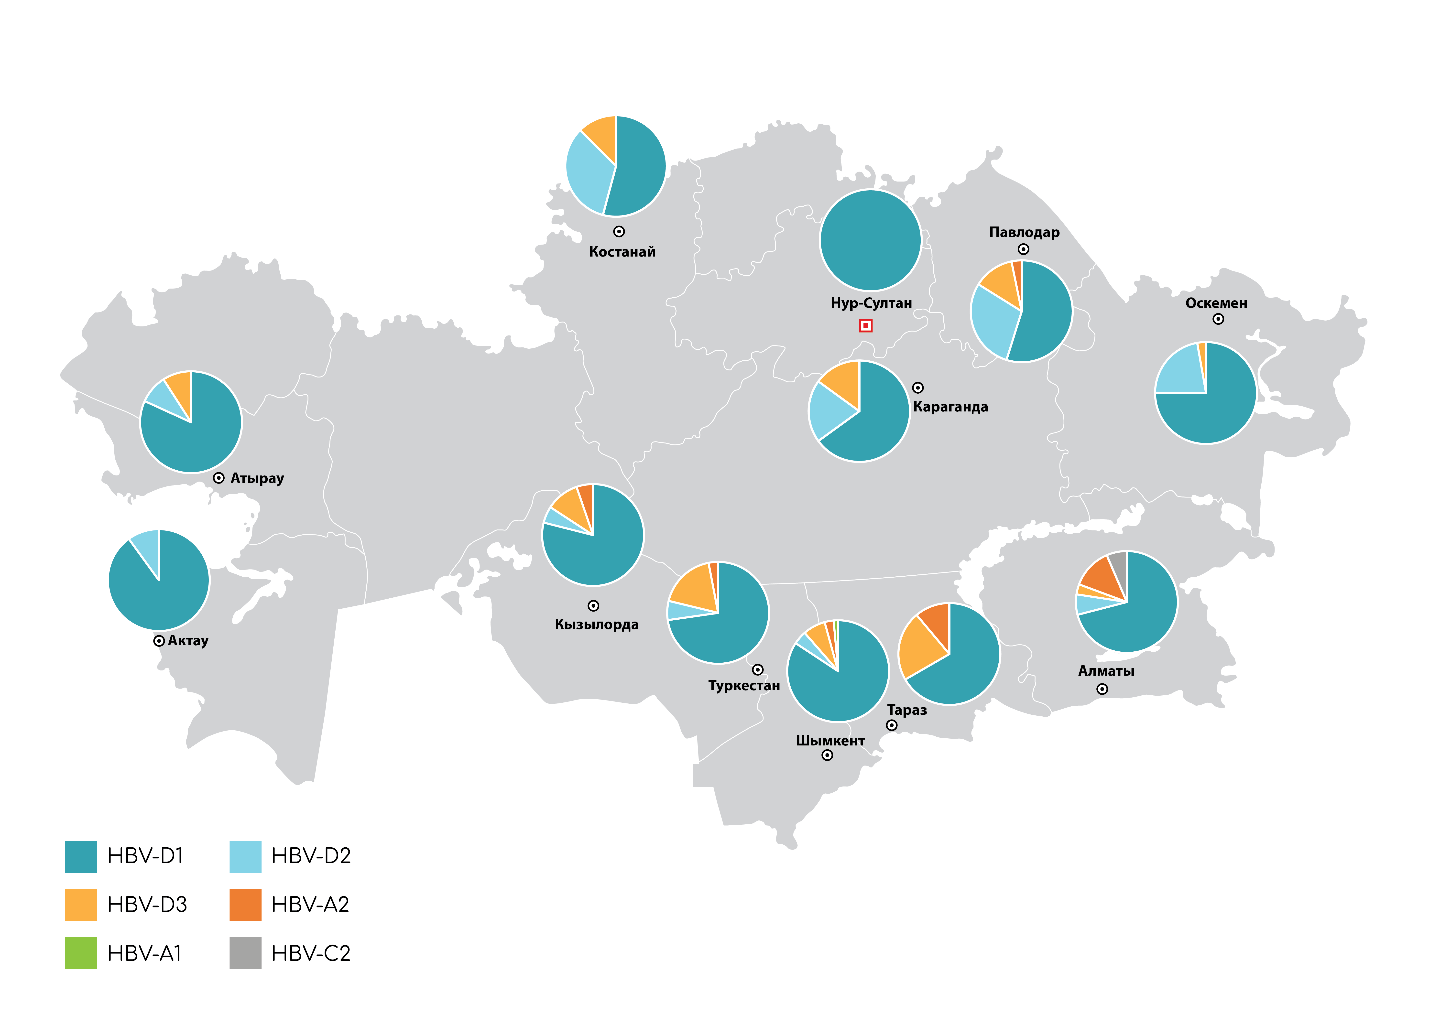 Костанай
Павлодар
Нур-Султан
Оскемен
Караганда
Атырау
Кызылорда
Актау
Туркестан
Алматы
Тараз
Шымкент
HBV-D1
HBV-D2
HBV-D3
HBV-A2
HBV-A1
HBV-C2